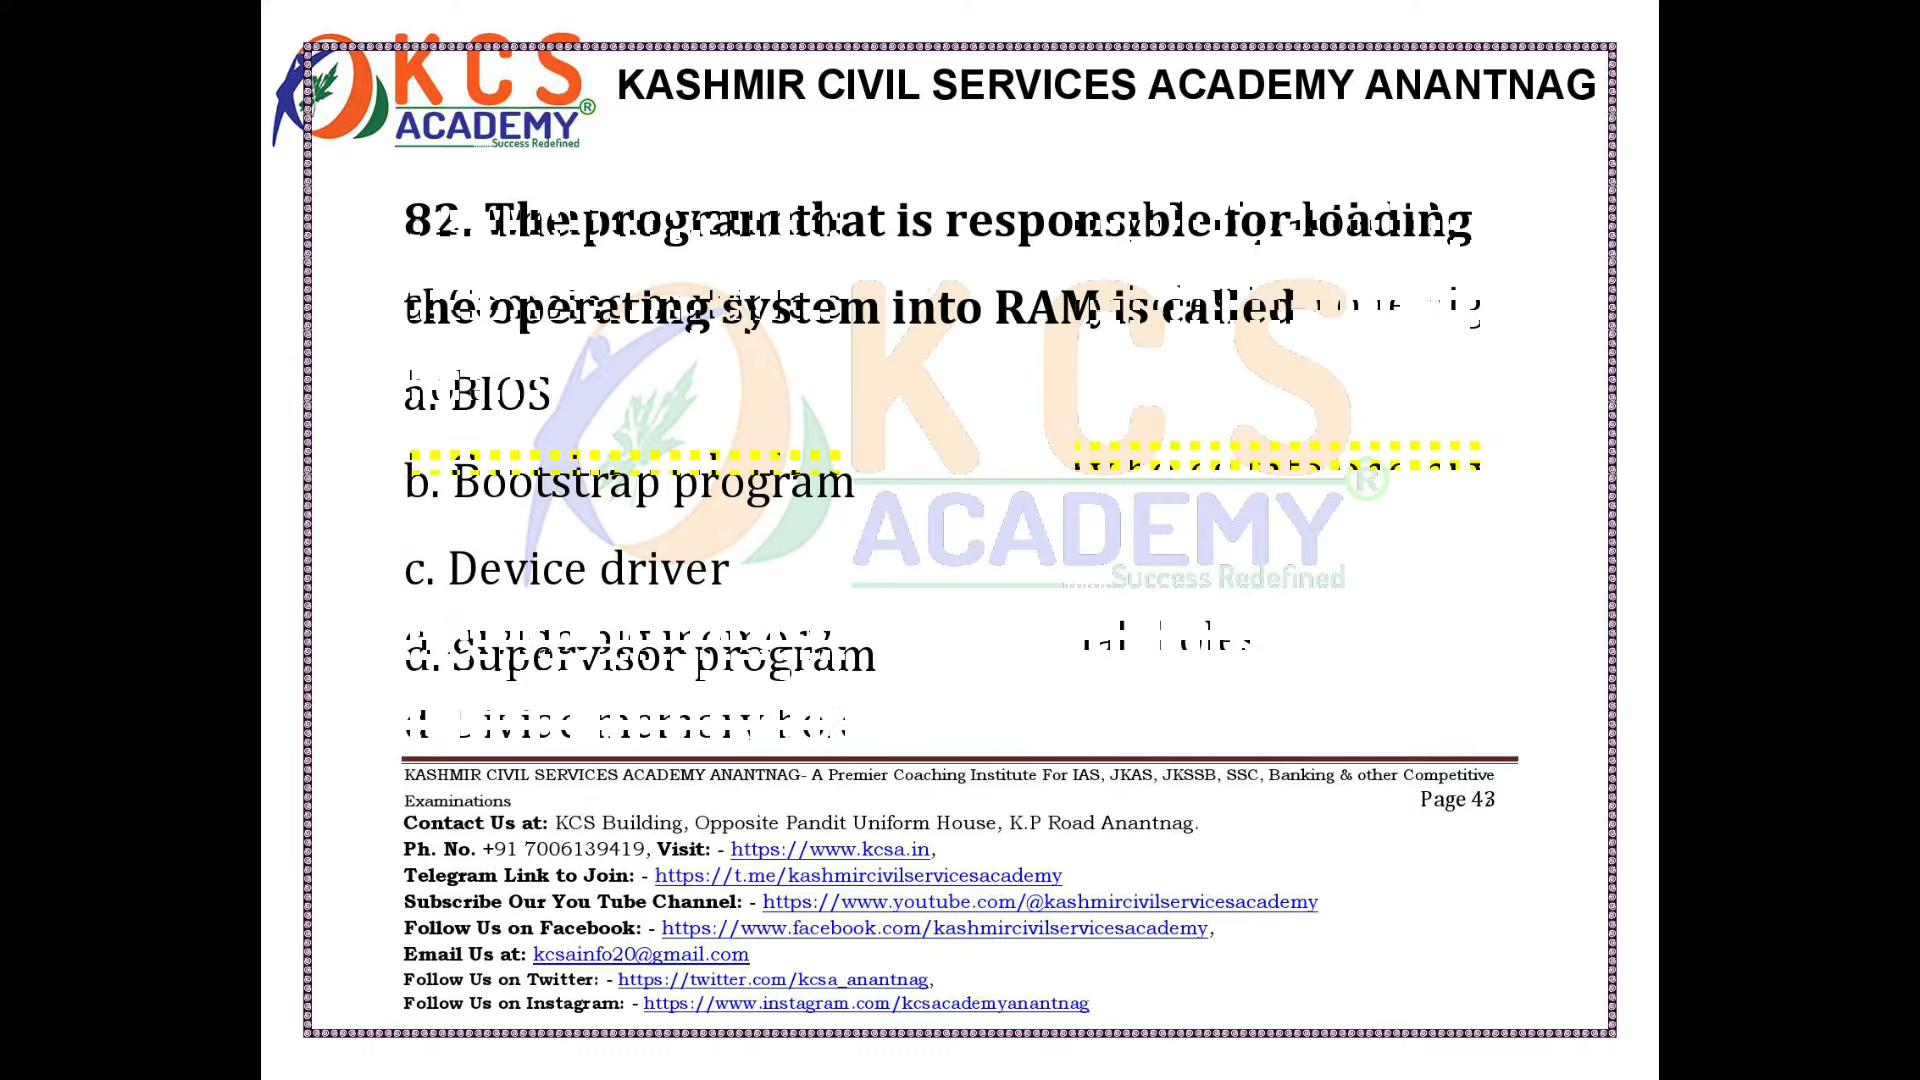 KCS
ACADEMY®
Success Redefined
KASHMIR CIVIL SERVICES ACADEMY ANANTNAG
82. The program that is responsible for loading
the operating system into RAM is called
a. BIOS
b. Bootstrap program
c. Device driver
d. Supervisor program
KCS
ACADEMY®
Success Redefined
KASHMIR CIVIL SERVICES ACADEMY ANANTNAG- A Premier Coaching Institute For IAS, JKAS, JKSSB, SSC, Banking & other Competitive
Examinations
Page 43
Contact Us at: KCS Building, Opposite Pandit Uniform House, K.P Road Anantnag.
Ph. No. +91 7006139419, Visit: - https://www.kcsa.in,
Telegram Link to Join: - https://t.me/kashmircivilservicesacademy
Subscribe Our You Tube Channel: - https://www.youtube.com/@kashmircivilservicesacademy
Follow Us on Facebook: - https://www.facebook.com/kashmircivilservicesacademy,
Email Us at: kcsainfo20@gmail.com
Follow Us on Twitter: - https://twitter.com/kcsa_anantnag,
Follow Us on Instagram: - https://www.instagram.com/kcsacademyanantnag